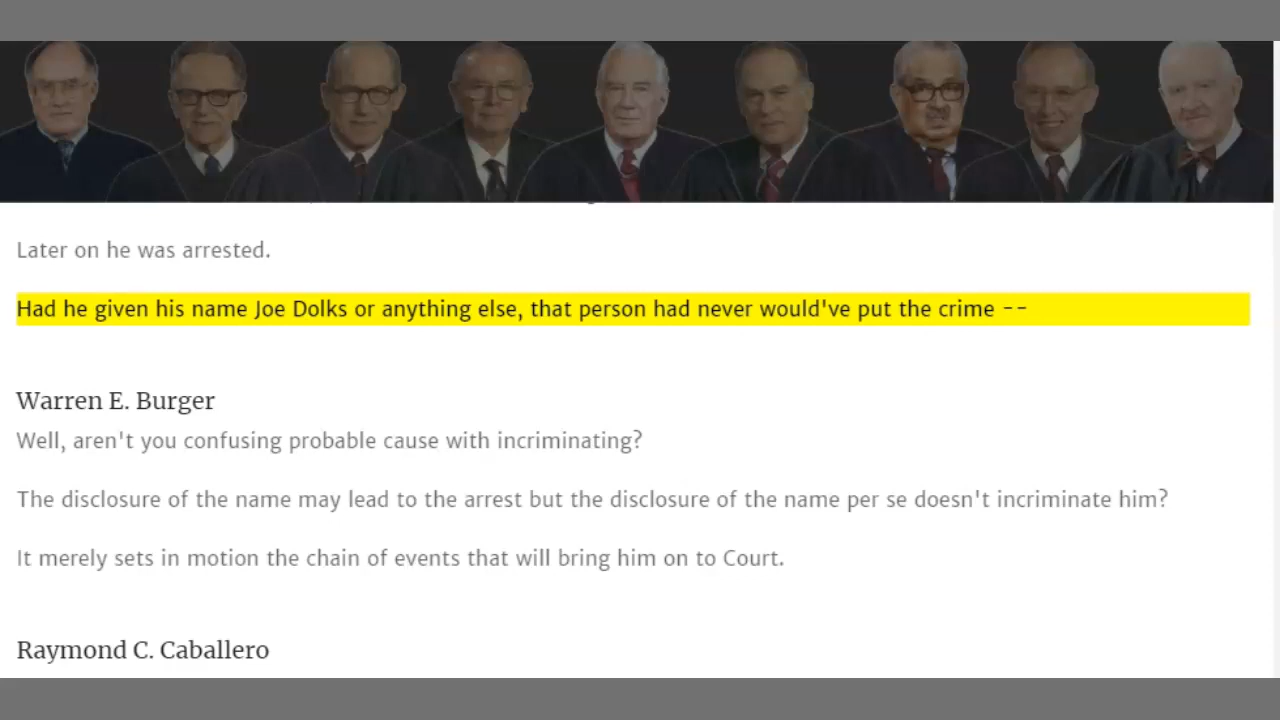 Later on he was arrested.
Had he given his name Joe Dolks or anything else, that person had never would've put the crime --
Warren E. Burger
Well, aren't you confusing probable cause with incriminating?
The disclosure of the name may lead to the arrest but the disclosure of the name per se doesn't incriminate him?
It merely sets in motion the chain of events that will bring him on to Court.
Raymond C. Caballero